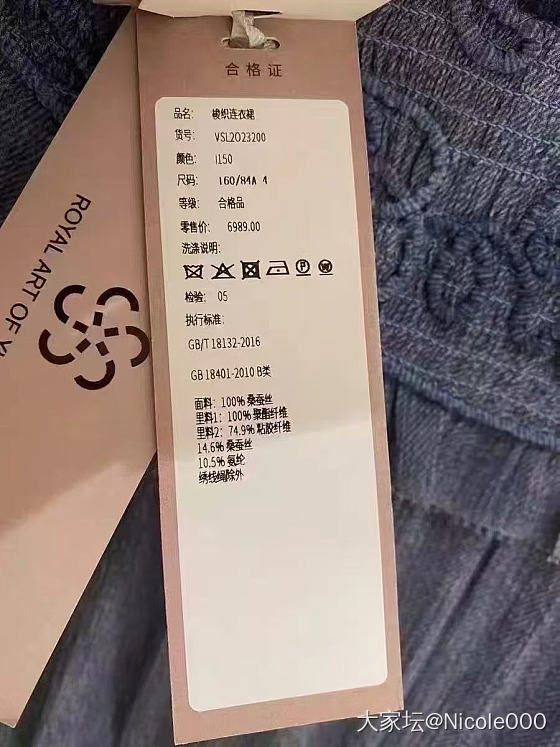 合格证
品名: 梭织连衣裙
货号: VSL2023200
颜色: I150
尺码: 160/84A 4
等级: 合格品
零售价: 6989.00
洗涤说明:
P W
检验: 05
执行标准:
GB/T 18132-2016
GB 18401-2010 B类
面料: 100% 桑蚕丝
里料1: 100% 聚酯纤维
里料2: 74.9% 粘胶纤维
14.6% 桑蚕丝
10.5% 氨纶
绣线绳除外
ROYAL ART OF
大家坛@Nicole000